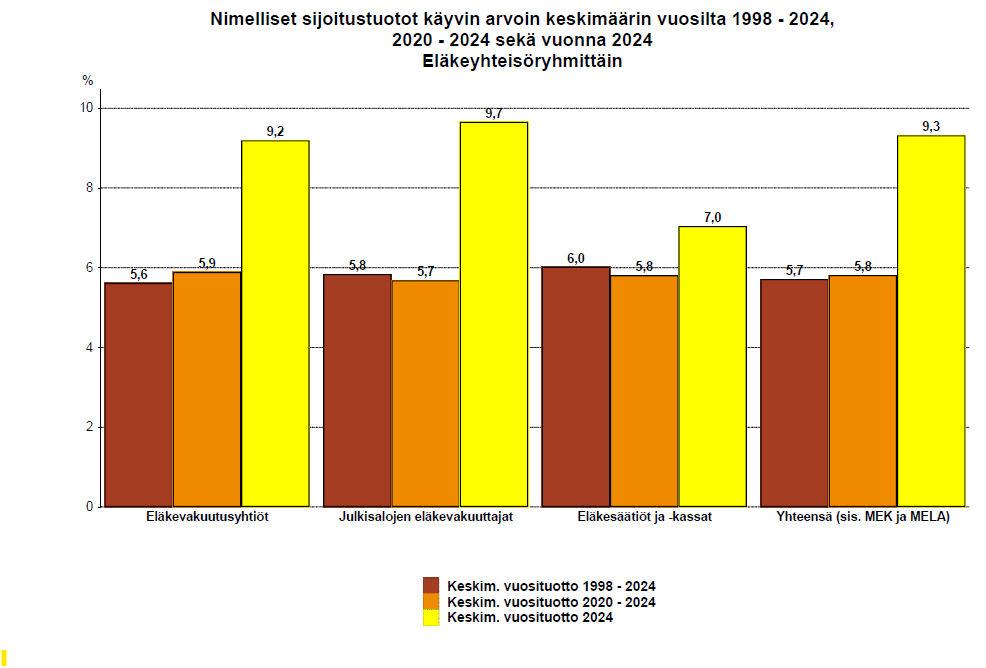 Nimelliset sijoitustuotot käyvin arvoin keskimäärin vuosilta 1998 - 2024,
2020 - 2024 sekä vuonna 2024
Eläkeyhteisöryhmittäin
%
10
8
6
4
2
0
5,6
5,9
9,2
5,8
5,7
9,7
6,0
5,8
7,0
5,7
5,8
9,3
Eläkevakuutusyhtiöt
Julkisalojen eläkevakuuttajat
Eläkesäätiöt ja -kassat
Yhteensä (sis. MEK ja MELA)
Keskim. vuosituotto 1998 - 2024
Keskim. vuosituotto 2020 - 2024
Keskim. vuosituotto 2024